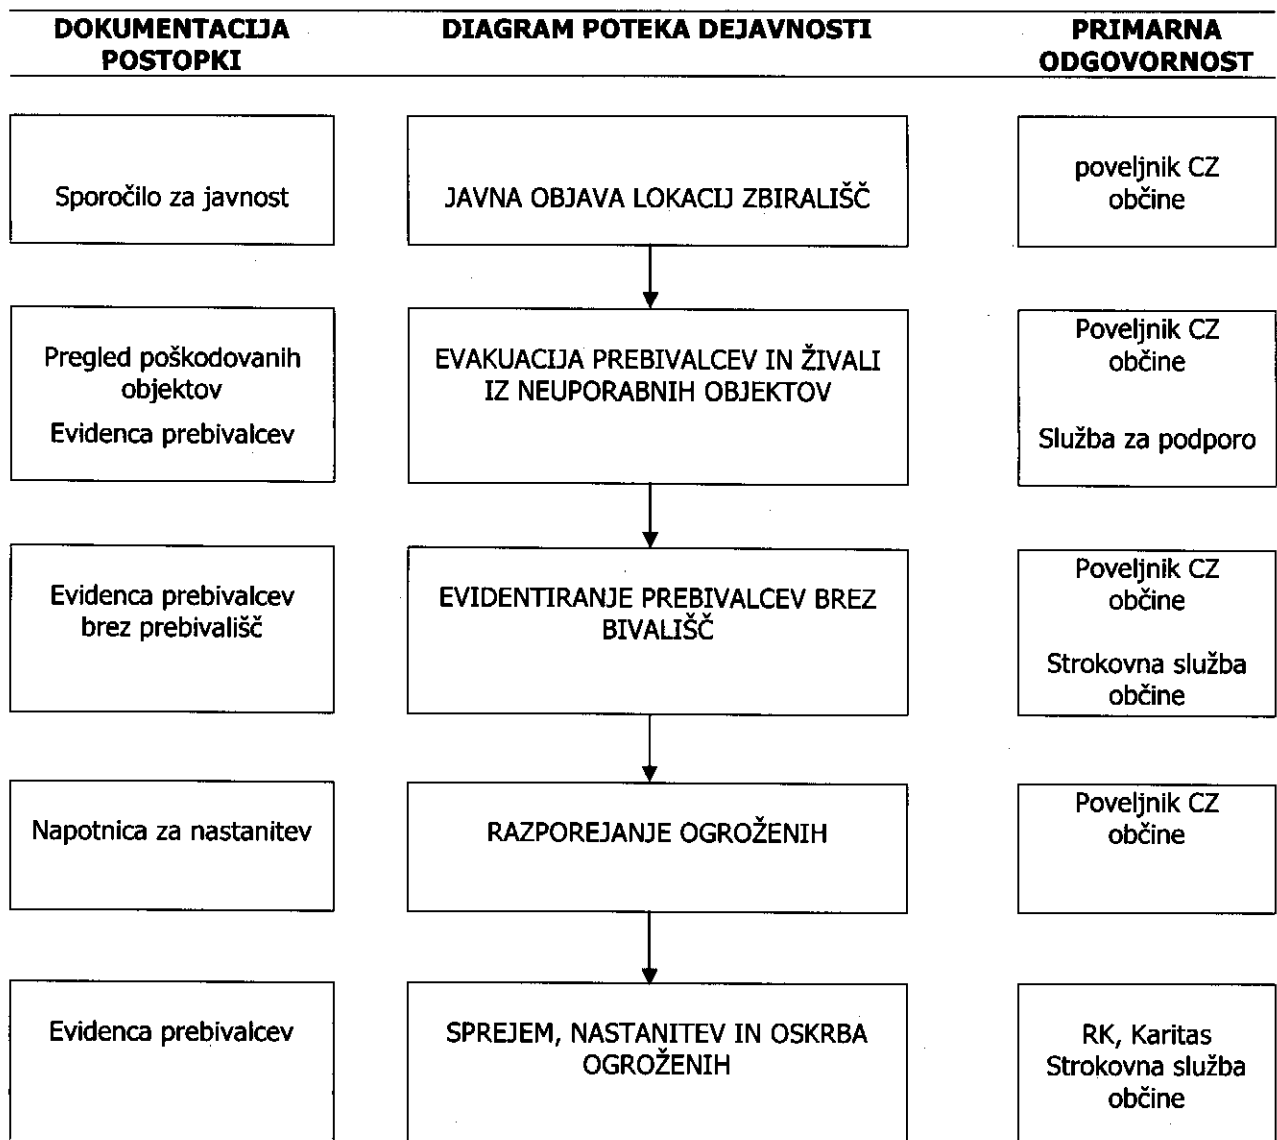 DOKUMENTACIJA
POSTOPKI
DIAGRAM POTEKA DEJAVNOSTI
PRIMARNA
ODGOVORNOST
Sporočilo za javnost
JAVNA OBJAVA LOKACIJ ZBIRALIŠČ
poveljnik CZ
občine
Pregled poškodovanih
objektov
Evidenca prebivalcev
EVAKUACIJA PREBIVALCEV IN ŽIVALI
IZ NEUPORABNIH OBJEKTOV
Poveljnik CZ
občine
Služba za podporo
Evidenca prebivalcev
brez prebivališč
EVIDENTIRANJE PREBIVALCEV BREZ
BIVALIŠČ
Poveljnik CZ
občine
Strokovna služba
občine
Napotnica za nastanitev
RAZPOREJANJE OGROŽENIH
Poveljnik CZ
občine
Evidenca prebivalcev
SPREJEM, NASTANITEV IN OSKRBA
OGROŽENIH
RK, Karitas
Strokovna služba
občine